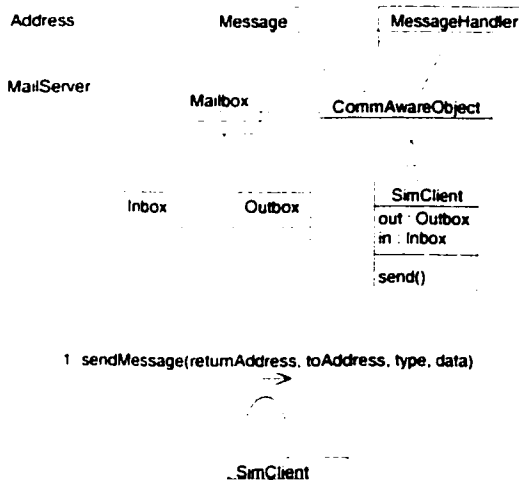 Address
Message
MessageHandler
MailServer
Mailbox
CommAwareObject
Inbox
Outbox
SimClient
out : Outbox
in : Inbox
send()
1 sendMessage(returnAddress, toAddress, type, data)
SimClient